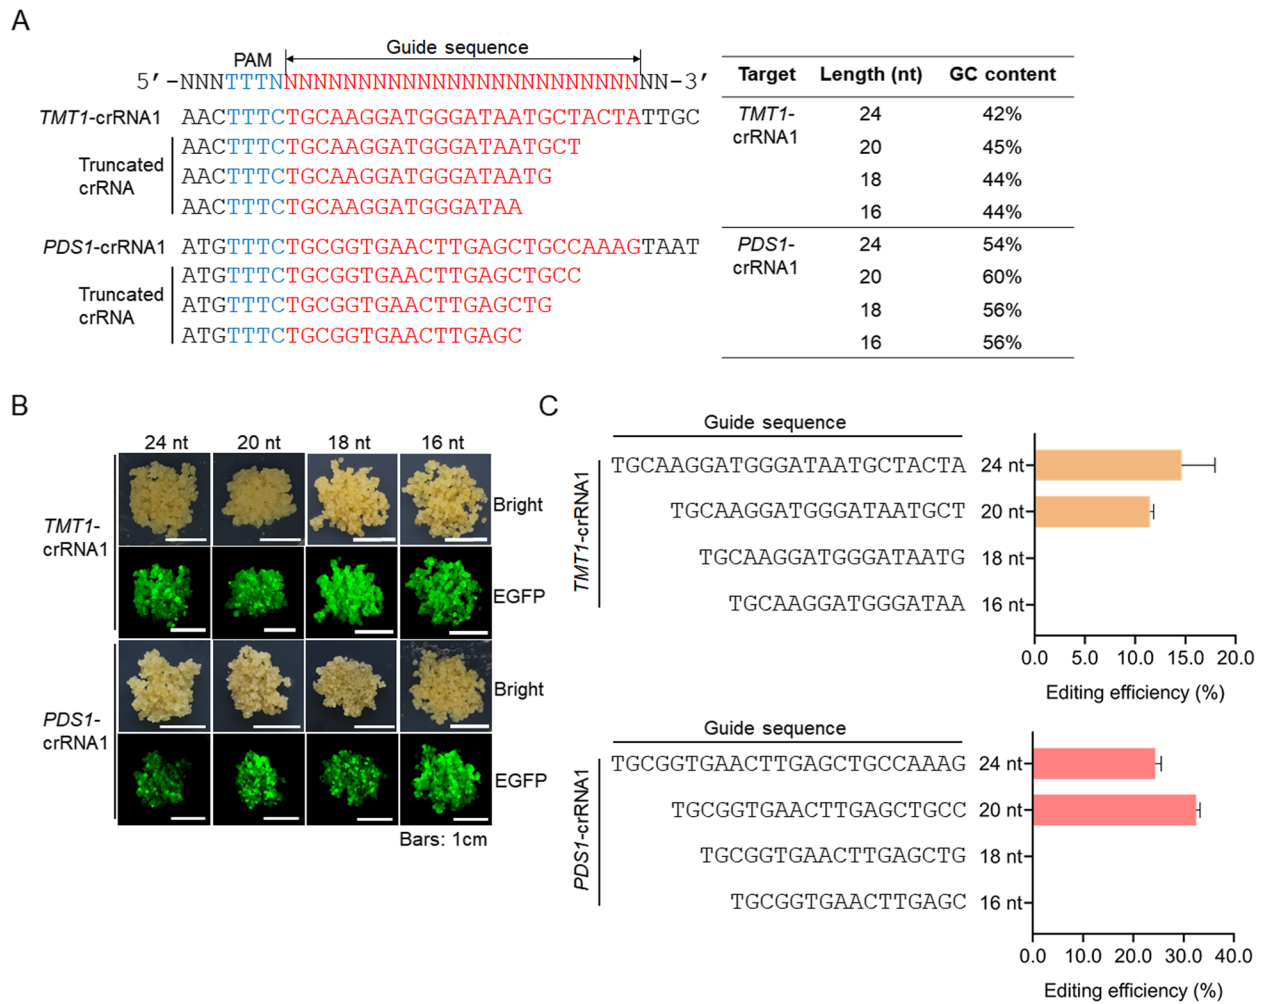 A
Guide sequence
PAM
5′-NNNTTTNNNNNNNNNNNNNNNNNNNNNNNNNNN-3′
TMT1-crRNA1 AACTTTCTGCAAGGATGGGATAATGCTACTATTGC
Truncated crRNA
AACTTTCTGCAAGGATGGGATAATGCT
AACTTTCTGCAAGGATGGGATAATG
AACTTTCTGCAAGGATGGGATAA
PDS1-crRNA1 ATGTTTCTGCGGTGAACTTGAGCTGCCAAAGTAAT
Truncated crRNA
ATGTTTCTGCGGTGAACTTGAGCTGCC
ATGTTTCTGCGGTGAACTTGAGCTG
ATGTTTCTGCGGTGAACTTGAGC
Target Length (nt) GC content
TMT1-crRNA1 24 42%
20 45%
18 44%
16 44%
PDS1-crRNA1 24 54%
20 60%
18 56%
16 56%
B
24 nt 20 nt 18 nt 16 nt
TMT1-crRNA1
Bright
EGFP
PDS1-crRNA1
Bright
EGFP
Bars: 1cm
C
Guide sequence
TMT1-crRNA1
TGCAAGGATGGGATAATGCTACTA 24 nt
TGCAAGGATGGGATAATGCT 20 nt
TGCAAGGATGGGATAATG 18 nt
TGCAAGGATGGGATAA 16 nt
0.0 5.0 10.0 15.0 20.0
Editing efficiency (%)
Guide sequence
PDS1-crRNA1
TGCGGTGAACTTGAGCTGCCAAAG 24 nt
TGCGGTGAACTTGAGCTGCC 20 nt
TGCGGTGAACTTGAGCTG 18 nt
TGCGGTGAACTTGAGC 16 nt
0.0 10.0 20.0 30.0 40.0
Editing efficiency (%)